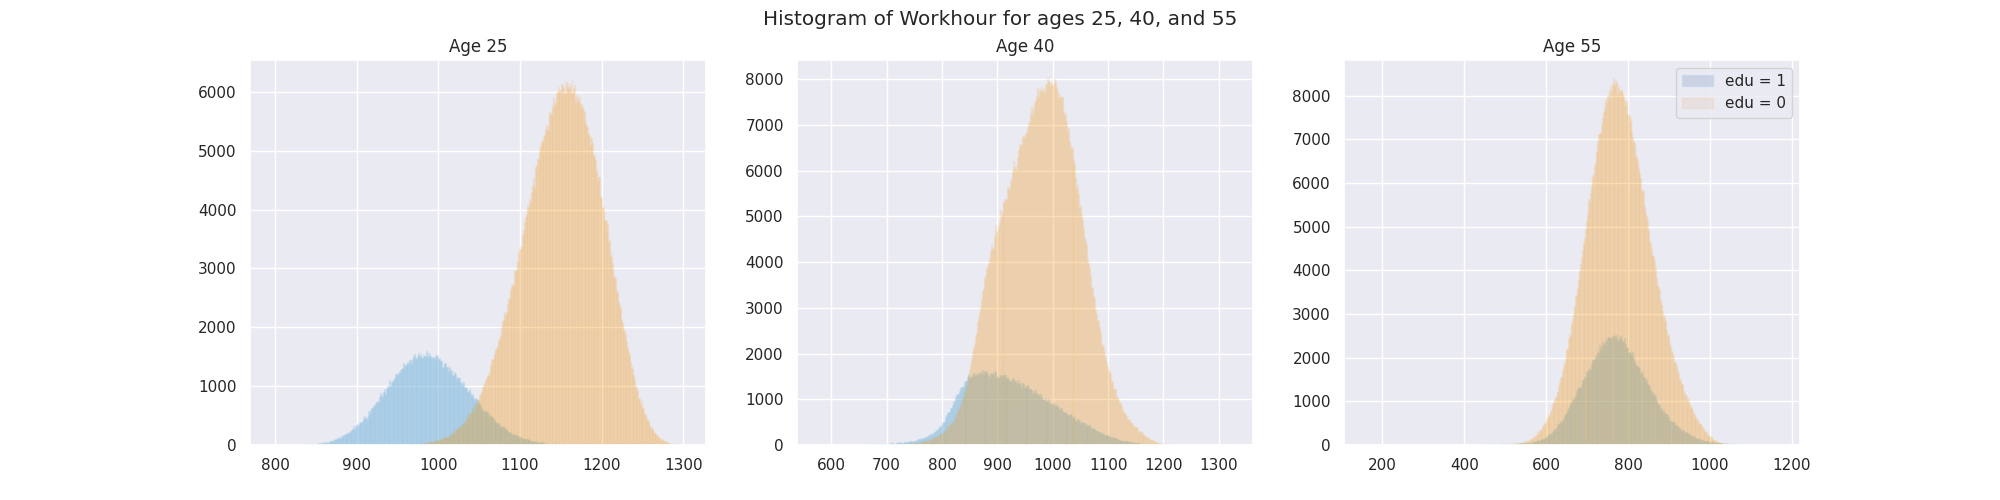 Histogram of Workhour for ages 25, 40, and 55
Age 25
6000
5000
4000
3000
2000
1000
0
800 900 1000 1100 1200 1300
Age 40
8000
7000
6000
5000
4000
3000
2000
1000
0
600 700 800 900 1000 1100 1200 1300
Age 55
edu = 1
edu = 0
8000
7000
6000
5000
4000
3000
2000
1000
0
200 400 600 800 1000 1200